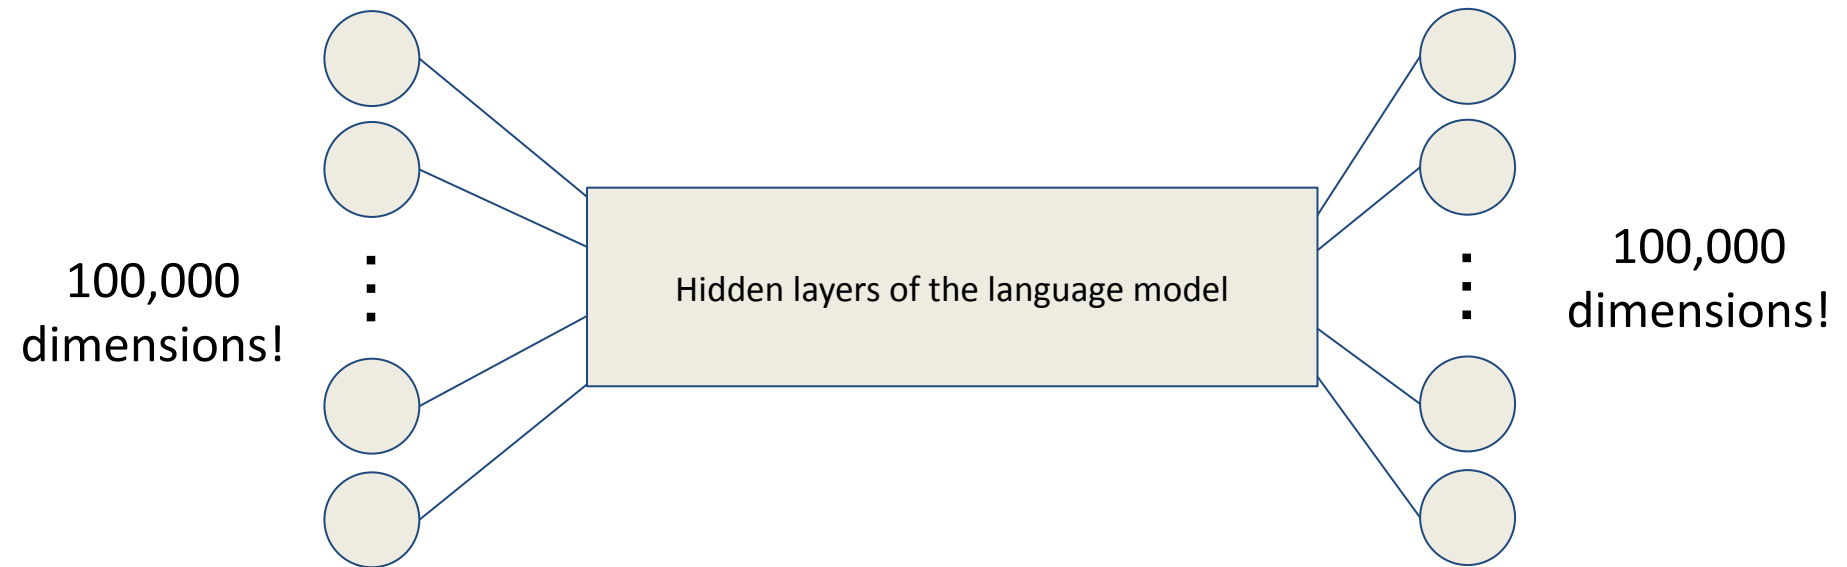 100,000
dimensions!
Hidden layers of the language model
100,000
dimensions!